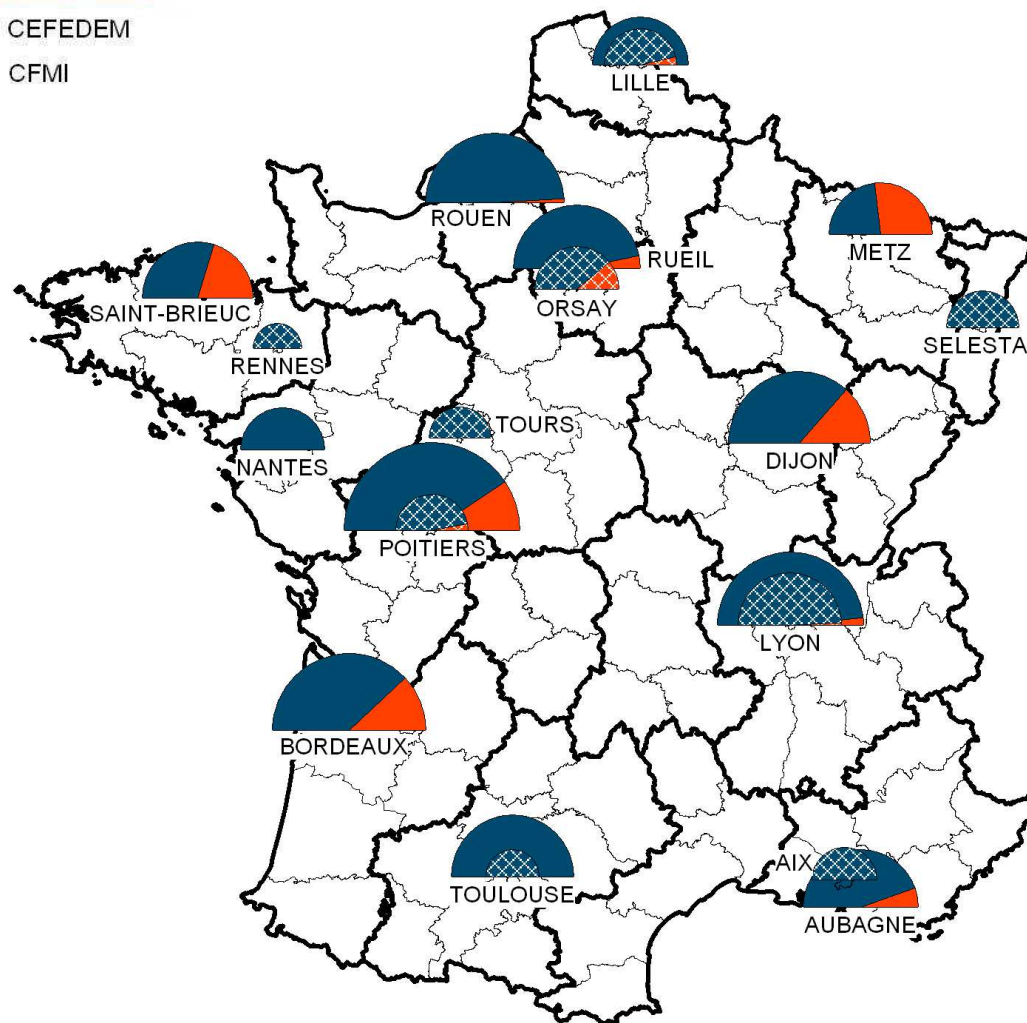 CEFEDEM
CFMI
LILLE
ROUEN
RUEIL
METZ
ORSAY
SAINT-BRIEUC
SELESTA
RENNES
TOURS
NANTES
DIJON
POITIERS
LYON
BORDEAUX
AIX
TOULOUSE
AUBAGNE